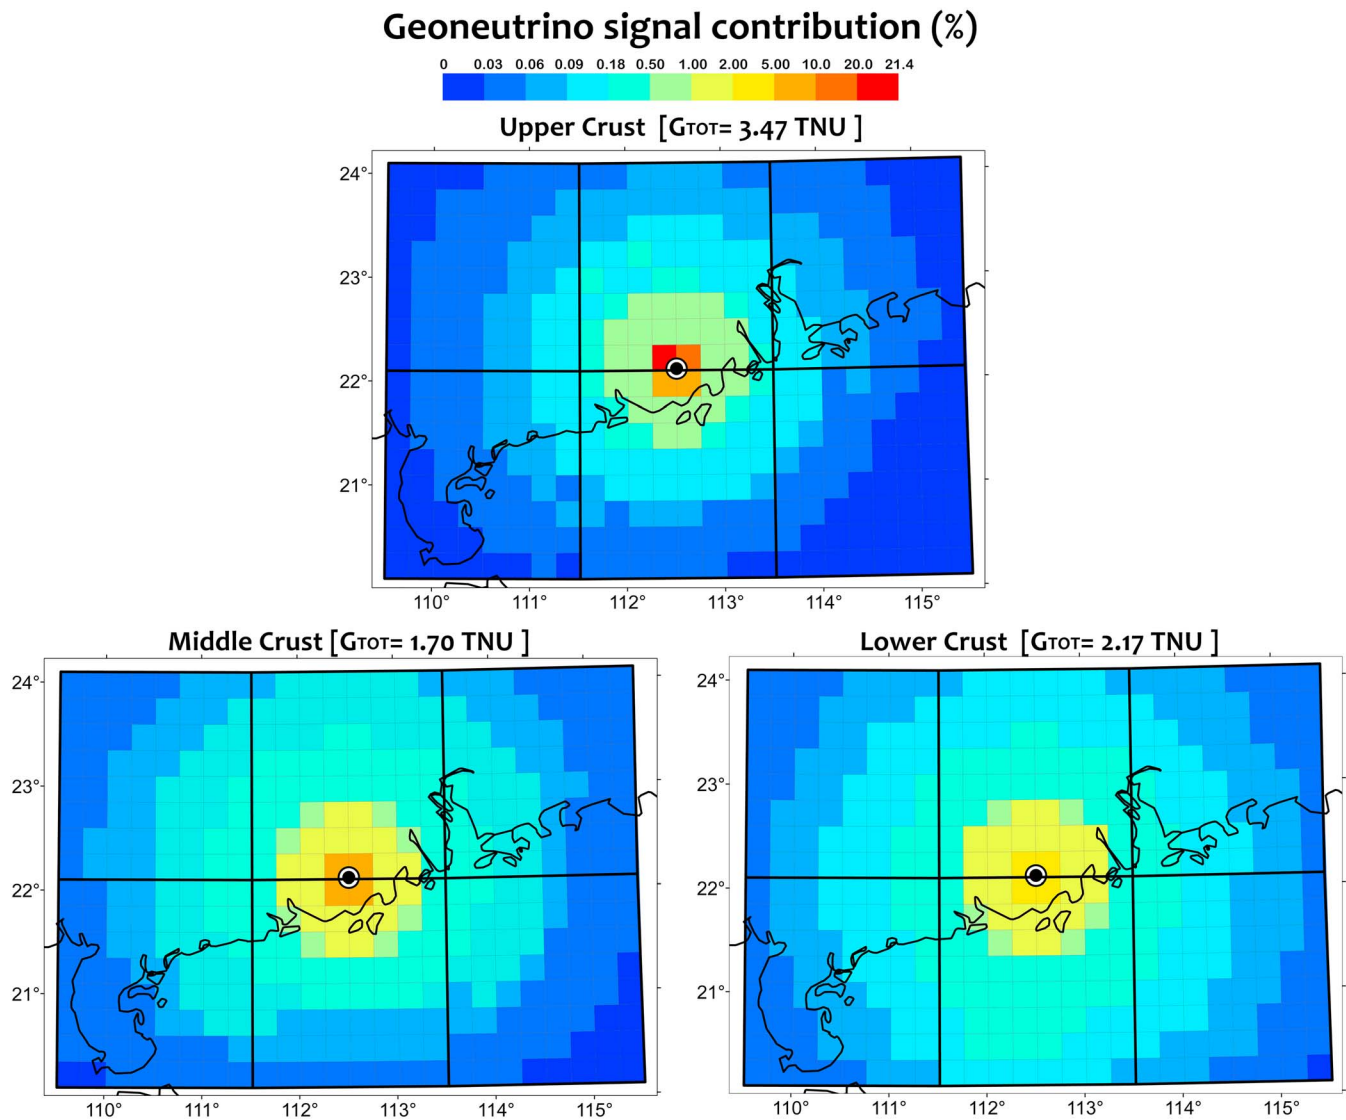 Geoneutrino signal contribution (%)
0 0.03 0.06 0.09 0.18 0.50 1.00 2.00 5.00 10.0 20.0 21.4
Upper Crust [GTOT= 3.47 TNU ]
24°
23°
22°
21°
110° 111° 112° 113° 114° 115°
Middle Crust [GTOT= 1.70 TNU ]
24°
23°
22°
21°
110° 111° 112° 113° 114° 115°
Lower Crust [GTOT= 2.17 TNU ]
24°
23°
22°
21°
110° 111° 112° 113° 114° 115°